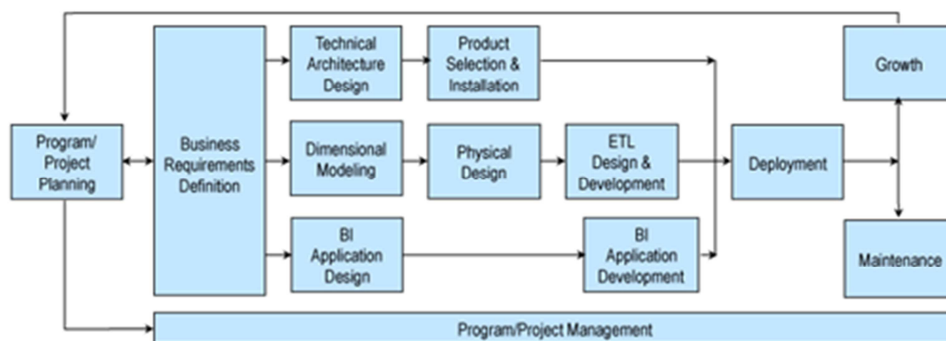 Technical
Architecture
Design
Product
Selection &
Installation
Growth
Program/
Project
Planning
Business
Requirements
Definition
Dimensional
Modeling
Physical
Design
ETL
Design &
Development
Deployment
BI
Application
Design
BI
Application
Development
Maintenance
Program/Project Management